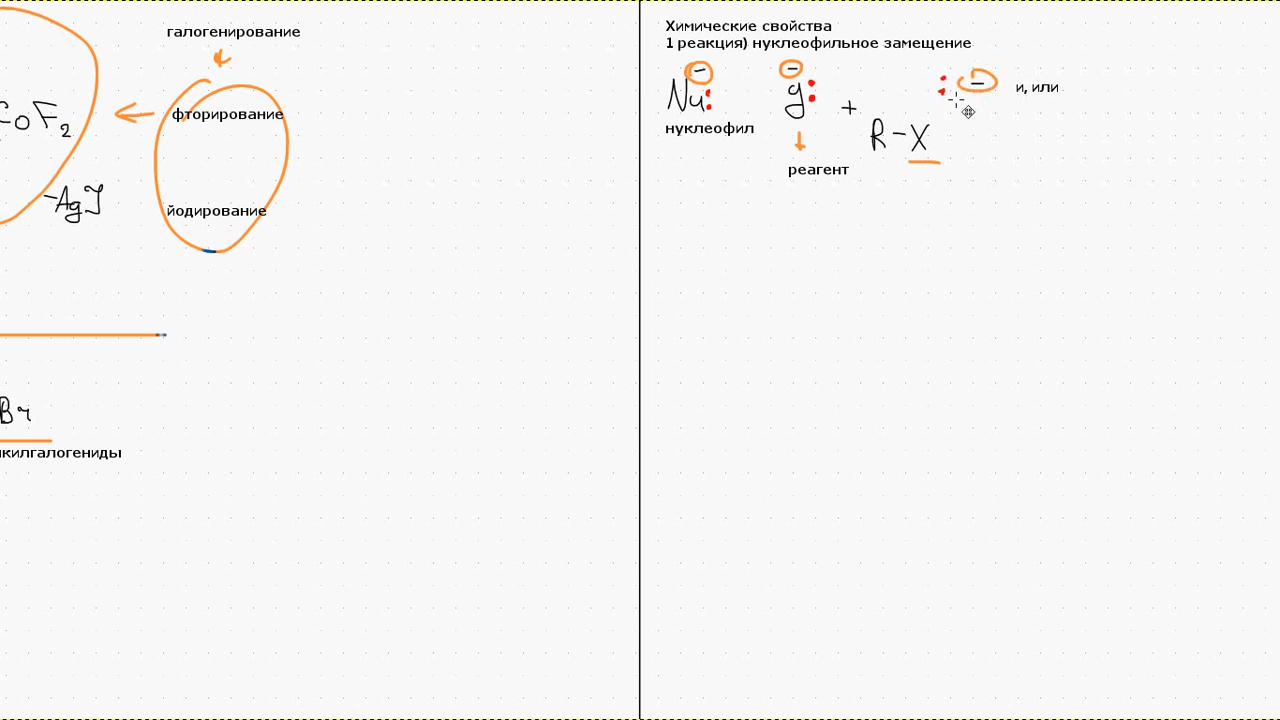 галогенирование
фторирование
CoF2
-AgJ
йодирование
Br
килгалогениды
Химические свойства
1 реакция) нуклеофильное замещение
Nu:
−
нуклеофил
y:
−
+
R-X
: − и, или
реагент